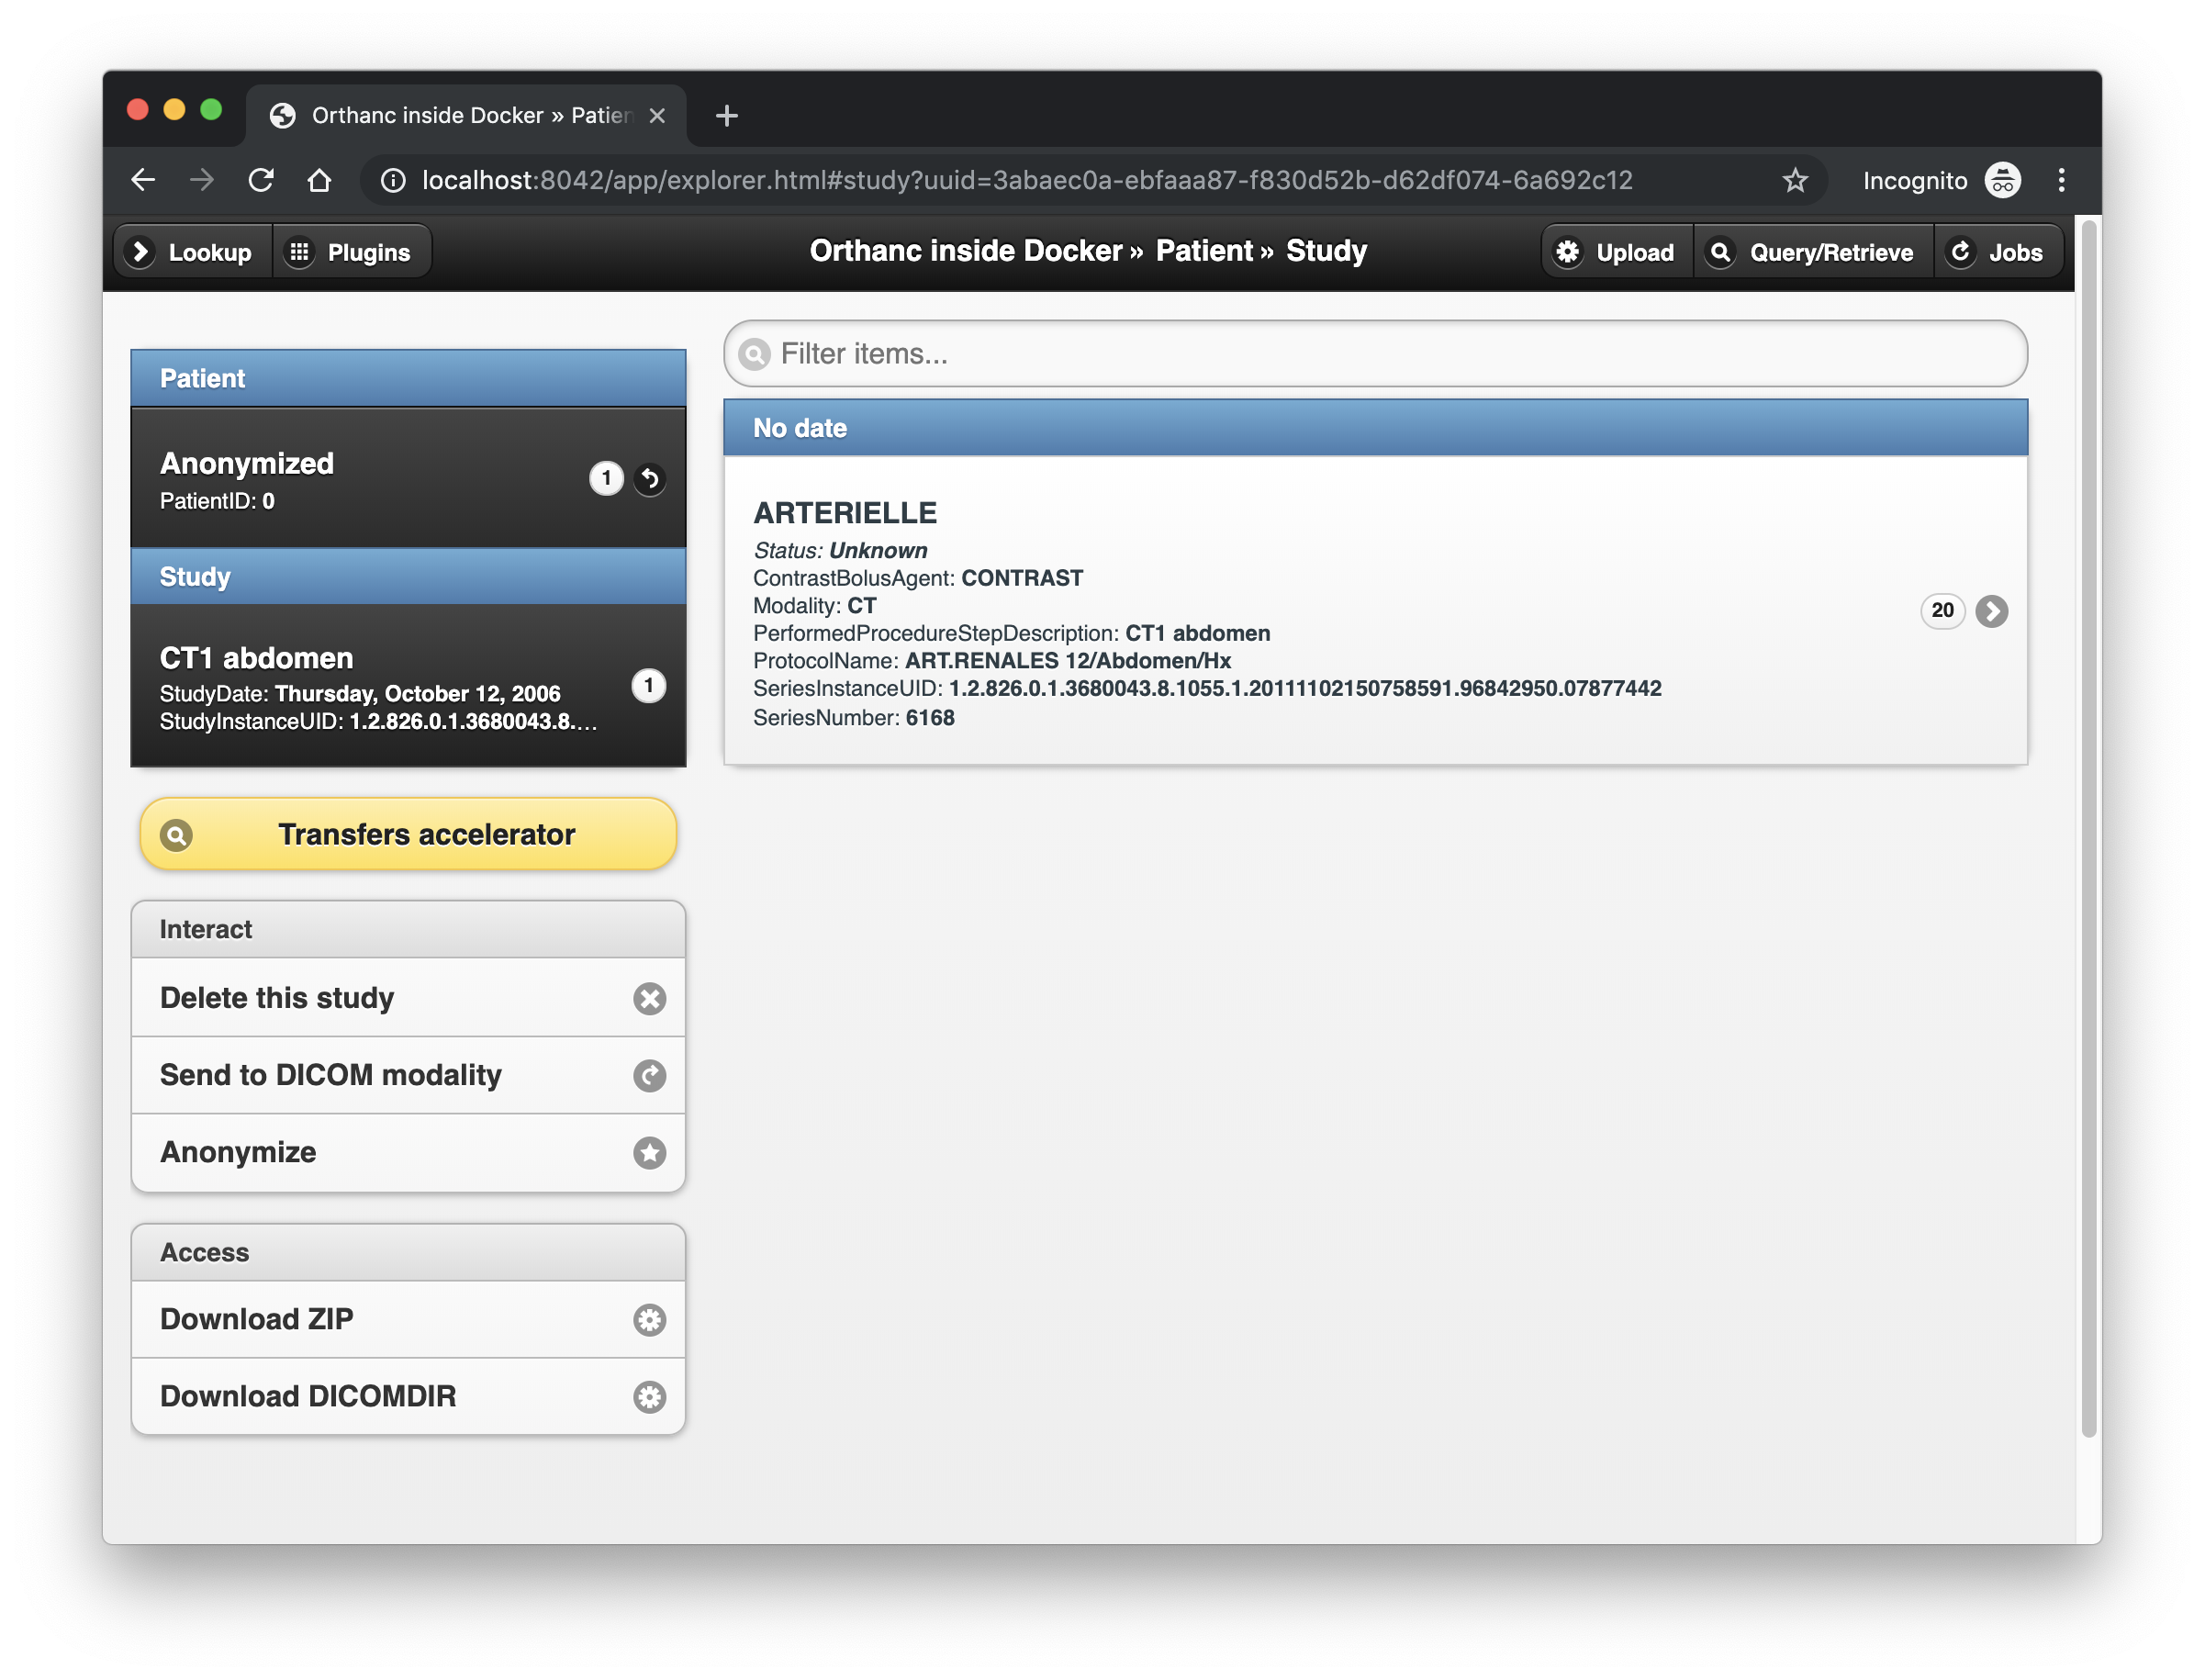 Orthanc inside Docker » Patien
localhost:8042/app/explorer.html#study?uuid=3abaec0a-ebfaaa87-f830d52b-d62df074-6a692c12
Incognito
Lookup
Plugins
Orthanc inside Docker » Patient » Study
Upload
Query/Retrieve
Jobs
Patient
Anonymized
PatientID: 0
1
Study
CT1 abdomen
StudyDate: Thursday, October 12, 2006
StudyInstanceUID: 1.2.826.0.1.3680043.8....
1
Transfers accelerator
Interact
Delete this study
Send to DICOM modality
Anonymize
Access
Download ZIP
Download DICOMDIR
Filter items...
No date
ARTERIELLE
Status: Unknown
ContrastBolusAgent: CONTRAST
Modality: CT
PerformedProcedureStepDescription: CT1 abdomen
ProtocolName: ART.RENALES 12/Abdomen/Hx
SeriesInstanceUID: 1.2.826.0.1.3680043.8.1055.1.20111102150758591.96842950.07877442
SeriesNumber: 6168
20